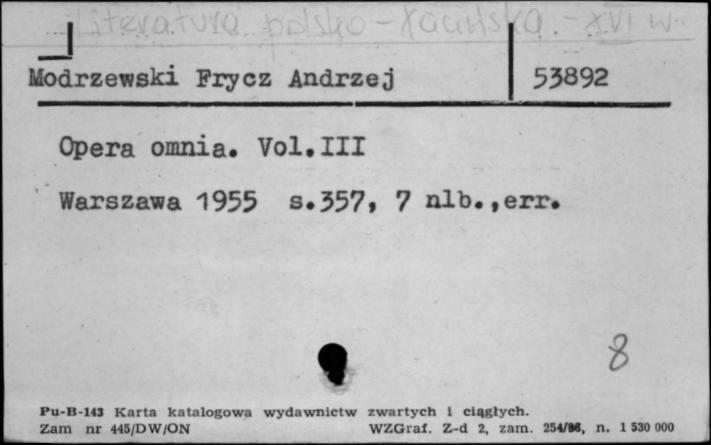 Literatura polsko-łacińska - XVI w.
Modrzewski Frycz Andrzej 53892
Opera omnia. Vol.III
Warszawa 1955 s.357, 7 nlb.,err.
8
Pu-B-143 Karta katalogowa wydawnictw zwartych i ciągłych.
Zam nr 445/DW/ON WZGraf. Z-d 2, zam. 254/86, n. 1 530 000